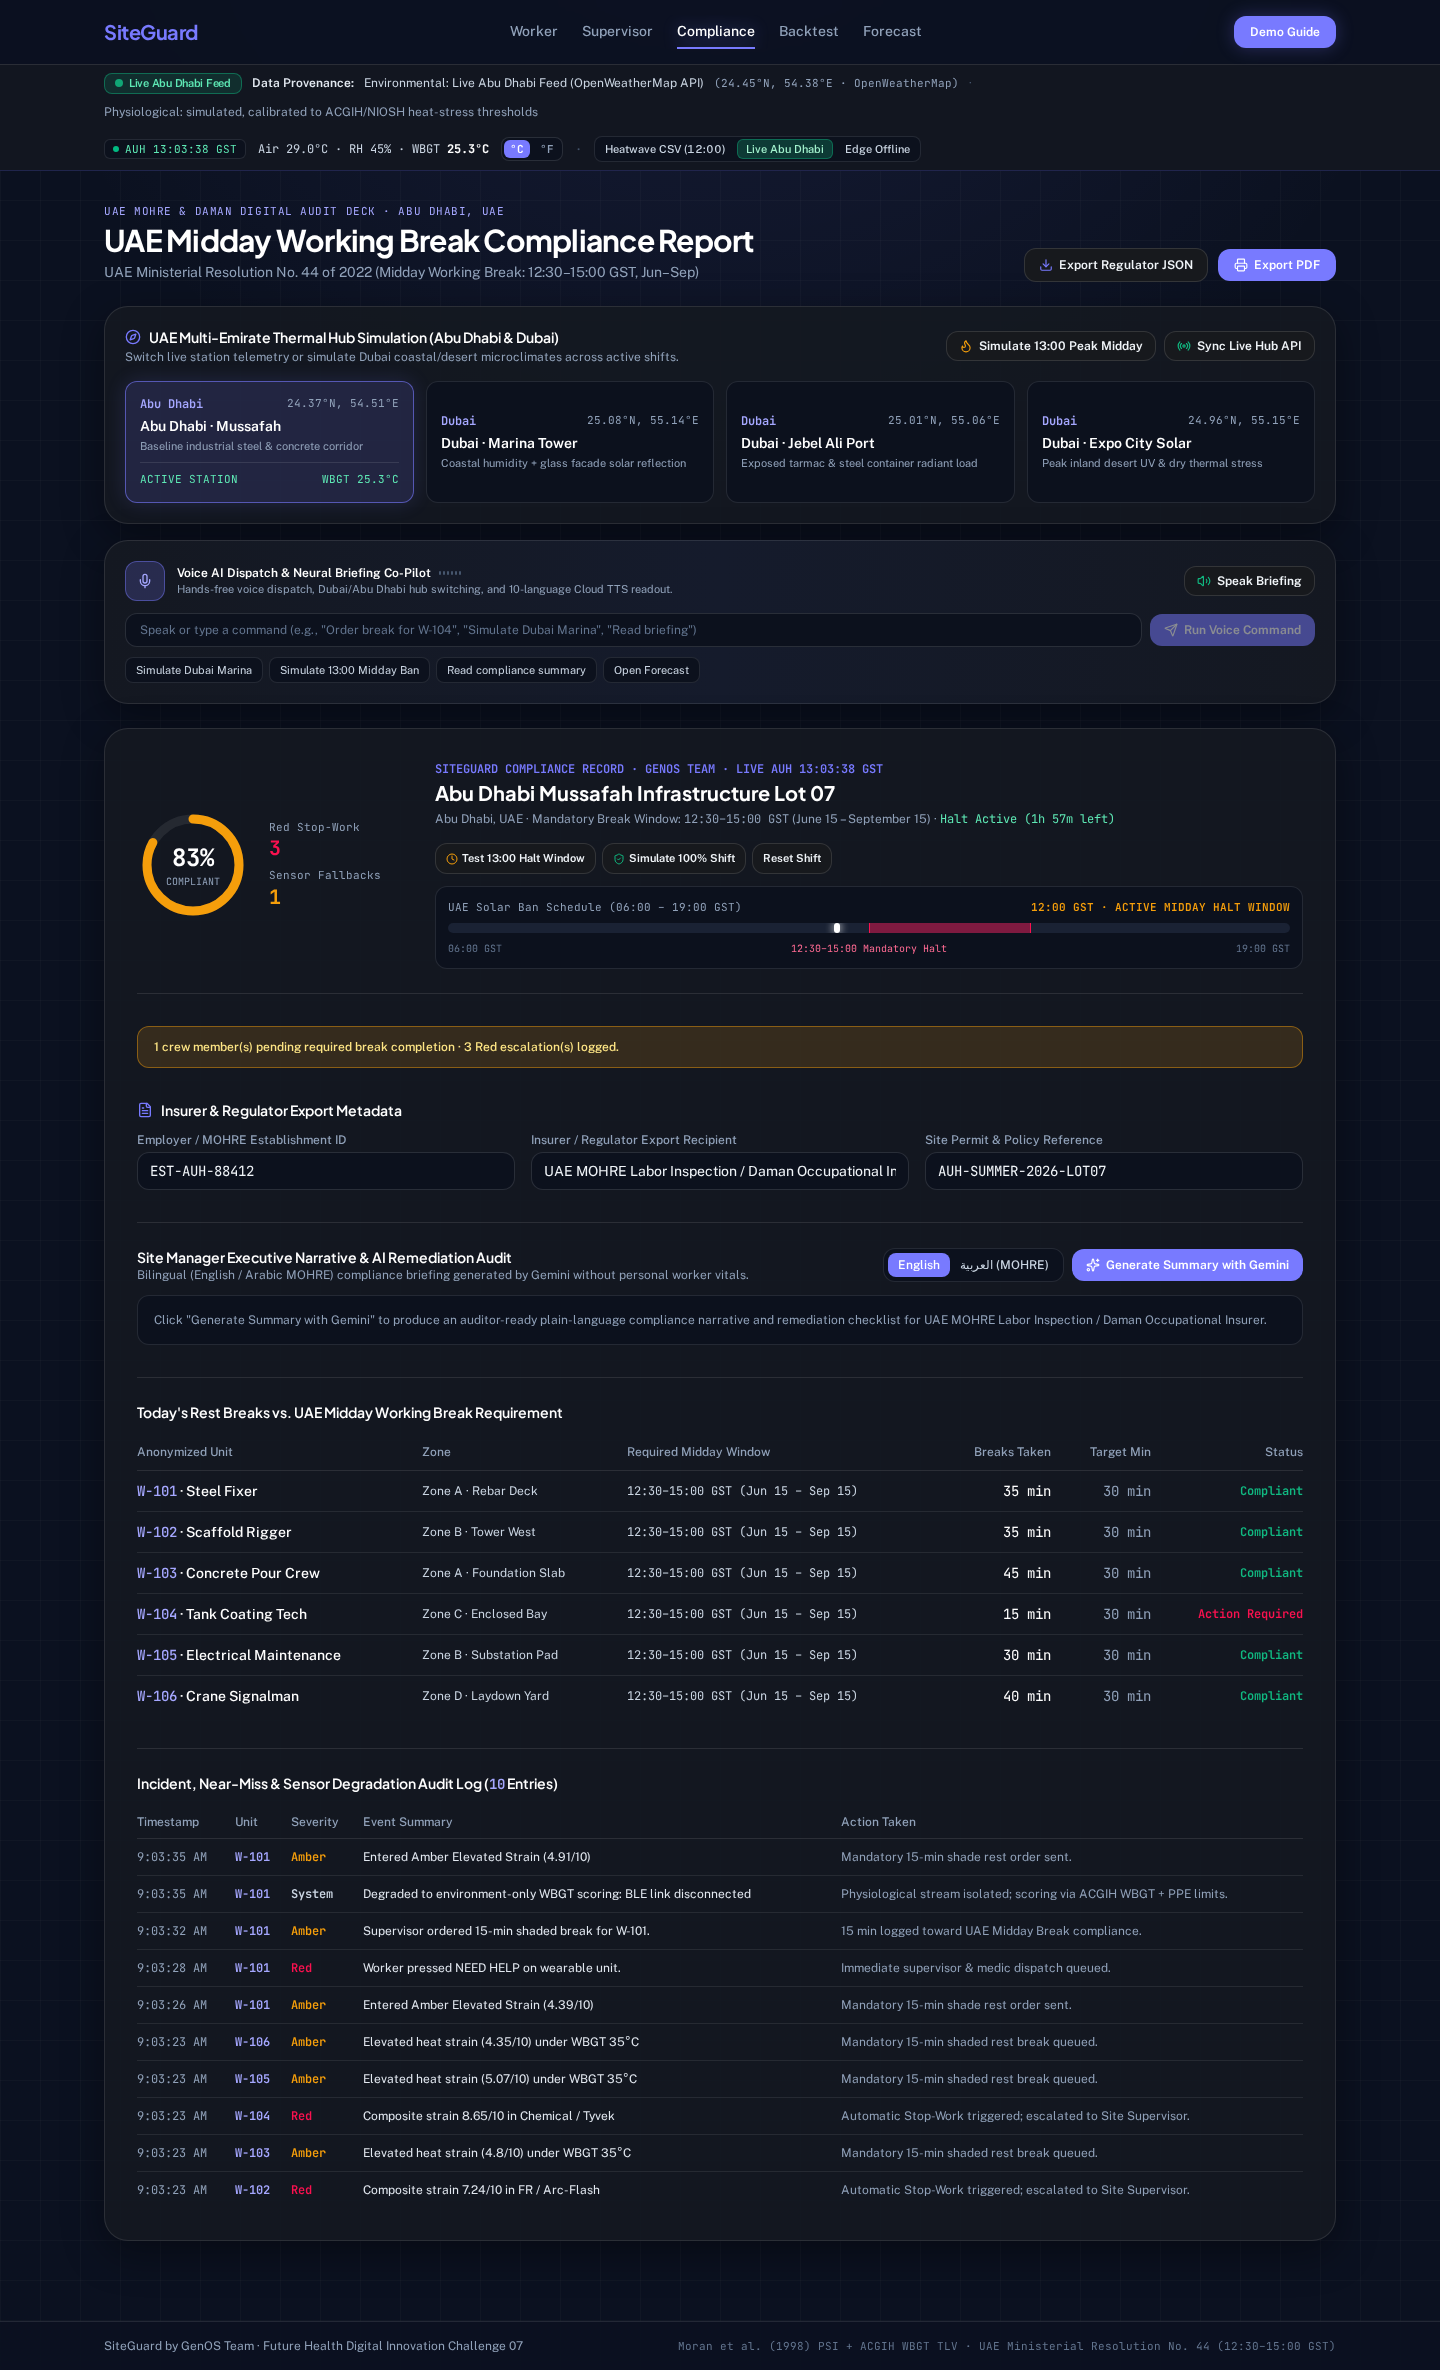 SiteGuard
Worker Supervisor Compliance Backtest Forecast
Demo Guide
Live Abu Dhabi Feed Data Provenance: Environmental: Live Abu Dhabi Feed (OpenWeatherMap API) (24.45°N, 54.38°E · OpenWeatherMap) ·
Physiological: simulated, calibrated to ACGIH/NIOSH heat-stress thresholds
AUH 13:03:38 GST Air 29.0°C · RH 45% · WBGT 25.3°C °C °F · Heatwave CSV (12:00) Live Abu Dhabi Edge Offline
UAE MOHRE & DAMAN DIGITAL AUDIT DECK · ABU DHABI, UAE
UAE Midday Working Break Compliance Report
UAE Ministerial Resolution No. 44 of 2022 (Midday Working Break: 12:30–15:00 GST, Jun–Sep)
Export Regulator JSON Export PDF
UAE Multi-Emirate Thermal Hub Simulation (Abu Dhabi & Dubai)
Switch live station telemetry or simulate Dubai coastal/desert microclimates across active shifts.
Simulate 13:00 Peak Midday Sync Live Hub API
Abu Dhabi 24.37°N, 54.51°E
Abu Dhabi · Mussafah
Baseline industrial steel & concrete corridor
ACTIVE STATION WBGT 25.3°C
Dubai 25.08°N, 55.14°E
Dubai · Marina Tower
Coastal humidity + glass facade solar reflection
Dubai 25.01°N, 55.06°E
Dubai · Jebel Ali Port
Exposed tarmac & steel container radiant load
Dubai 24.96°N, 55.15°E
Dubai · Expo City Solar
Peak inland desert UV & dry thermal stress
Voice AI Dispatch & Neural Briefing Co-Pilot
Hands-free voice dispatch, Dubai/Abu Dhabi hub switching, and 10-language Cloud TTS readout.
Speak Briefing
Speak or type a command (e.g., "Order break for W-104", "Simulate Dubai Marina", "Read briefing")
Run Voice Command
Simulate Dubai Marina Simulate 13:00 Midday Ban Read compliance summary Open Forecast
83%
COMPLIANT
Red Stop-Work
3
Sensor Fallbacks
1
SITEGUARD COMPLIANCE RECORD · GENOS TEAM · LIVE AUH 13:03:38 GST
Abu Dhabi Mussafah Infrastructure Lot 07
Abu Dhabi, UAE · Mandatory Break Window: 12:30–15:00 GST (June 15 – September 15) · Halt Active (1h 57m left)
Test 13:00 Halt Window Simulate 100% Shift Reset Shift
UAE Solar Ban Schedule (06:00 – 19:00 GST) 12:00 GST · ACTIVE MIDDAY HALT WINDOW
06:00 GST 12:30–15:00 Mandatory Halt 19:00 GST
1 crew member(s) pending required break completion · 3 Red escalation(s) logged.
Insurer & Regulator Export Metadata
Employer / MOHRE Establishment ID
EST-AUH-88412
Insurer / Regulator Export Recipient
UAE MOHRE Labor Inspection / Daman Occupational In
Site Permit & Policy Reference
AUH-SUMMER-2026-LOT07
Site Manager Executive Narrative & AI Remediation Audit
Bilingual (English / Arabic MOHRE) compliance briefing generated by Gemini without personal worker vitals.
English العربية (MOHRE) Generate Summary with Gemini
Click "Generate Summary with Gemini" to produce an auditor-ready plain-language compliance narrative and remediation checklist for UAE MOHRE Labor Inspection / Daman Occupational Insurer.
Today's Rest Breaks vs. UAE Midday Working Break Requirement
Anonymized Unit Zone Required Midday Window Breaks Taken Target Min Status
W-101 · Steel Fixer Zone A · Rebar Deck 12:30–15:00 GST (Jun 15 – Sep 15) 35 min 30 min Compliant
W-102 · Scaffold Rigger Zone B · Tower West 12:30–15:00 GST (Jun 15 – Sep 15) 35 min 30 min Compliant
W-103 · Concrete Pour Crew Zone A · Foundation Slab 12:30–15:00 GST (Jun 15 – Sep 15) 45 min 30 min Compliant
W-104 · Tank Coating Tech Zone C · Enclosed Bay 12:30–15:00 GST (Jun 15 – Sep 15) 15 min 30 min Action Required
W-105 · Electrical Maintenance Zone B · Substation Pad 12:30–15:00 GST (Jun 15 – Sep 15) 30 min 30 min Compliant
W-106 · Crane Signalman Zone D · Laydown Yard 12:30–15:00 GST (Jun 15 – Sep 15) 40 min 30 min Compliant
Incident, Near-Miss & Sensor Degradation Audit Log (10 Entries)
Timestamp Unit Severity Event Summary Action Taken
9:03:35 AM W-101 Amber Entered Amber Elevated Strain (4.91/10) Mandatory 15-min shade rest order sent.
9:03:35 AM W-101 System Degraded to environment-only WBGT scoring: BLE link disconnected Physiological stream isolated; scoring via ACGIH WBGT + PPE limits.
9:03:32 AM W-101 Amber Supervisor ordered 15-min shaded break for W-101. 15 min logged toward UAE Midday Break compliance.
9:03:28 AM W-101 Red Worker pressed NEED HELP on wearable unit. Immediate supervisor & medic dispatch queued.
9:03:26 AM W-101 Amber Entered Amber Elevated Strain (4.39/10) Mandatory 15-min shade rest order sent.
9:03:23 AM W-106 Amber Elevated heat strain (4.35/10) under WBGT 35°C Mandatory 15-min shaded rest break queued.
9:03:23 AM W-105 Amber Elevated heat strain (5.07/10) under WBGT 35°C Mandatory 15-min shaded rest break queued.
9:03:23 AM W-104 Red Composite strain 8.65/10 in Chemical / Tyvek Automatic Stop-Work triggered; escalated to Site Supervisor.
9:03:23 AM W-103 Amber Elevated heat strain (4.8/10) under WBGT 35°C Mandatory 15-min shaded rest break queued.
9:03:23 AM W-102 Red Composite strain 7.24/10 in FR / Arc-Flash Automatic Stop-Work triggered; escalated to Site Supervisor.
SiteGuard by GenOS Team · Future Health Digital Innovation Challenge 07
Moran et al. (1998) PSI + ACGIH WBGT TLV · UAE Ministerial Resolution No. 44 (12:30–15:00 GST)